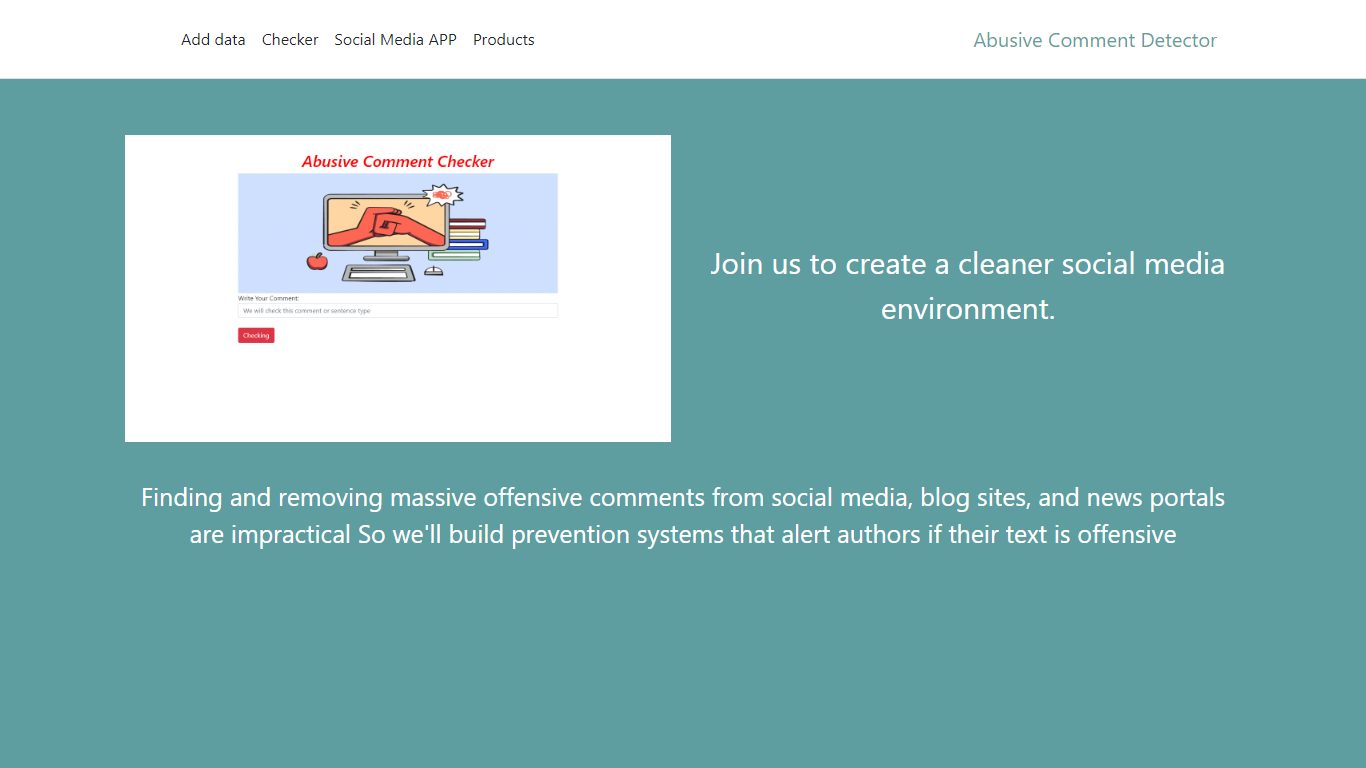 Add data Checker Social Media APP Products
Abusive Comment Detector
Abusive Comment Checker
Write Your Comment:
We will check this comment or sentence type
Checking
Join us to create a cleaner social media
environment.
Finding and removing massive offensive comments from social media, blog sites, and news portals
are impractical So we'll build prevention systems that alert authors if their text is offensive